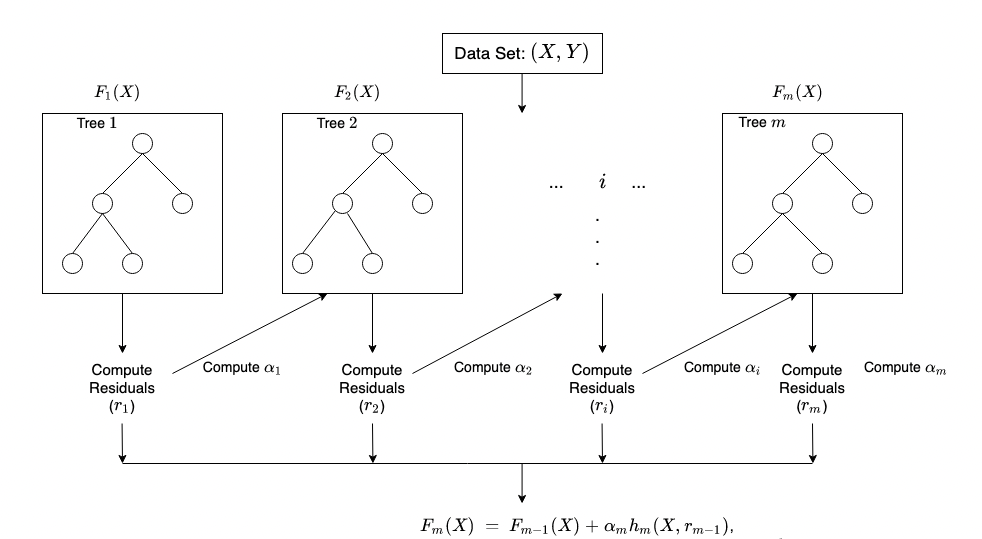 Data Set: (X, Y)
F₁(X)
F₂(X)
Fₘ(X)
Tree 1
Tree 2
Tree m
... i ...
.
.
.
Compute
Residuals
(r₁)
Compute α₁
Compute
Residuals
(r₂)
Compute α₂
Compute
Residuals
(rᵢ)
Compute αᵢ
Compute
Residuals
(rₘ)
Compute αₘ
Fₘ(X) = Fₘ₋₁(X) + αₘhₘ(X, rₘ₋₁),